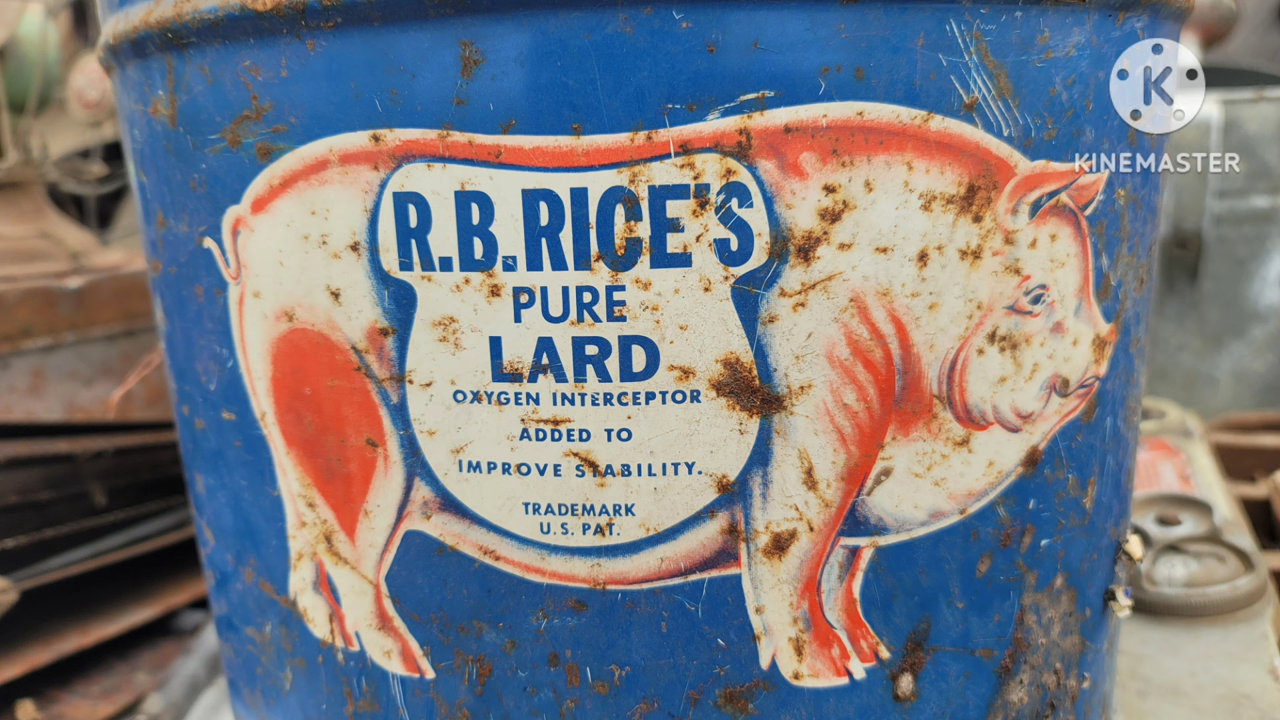 R.B.RICE'S
PURE
LARD
OXYGEN INTERCEPTOR
ADDED TO
IMPROVE STABILITY.
TRADEMARK
U.S. PAT.
K
KINEMASTER